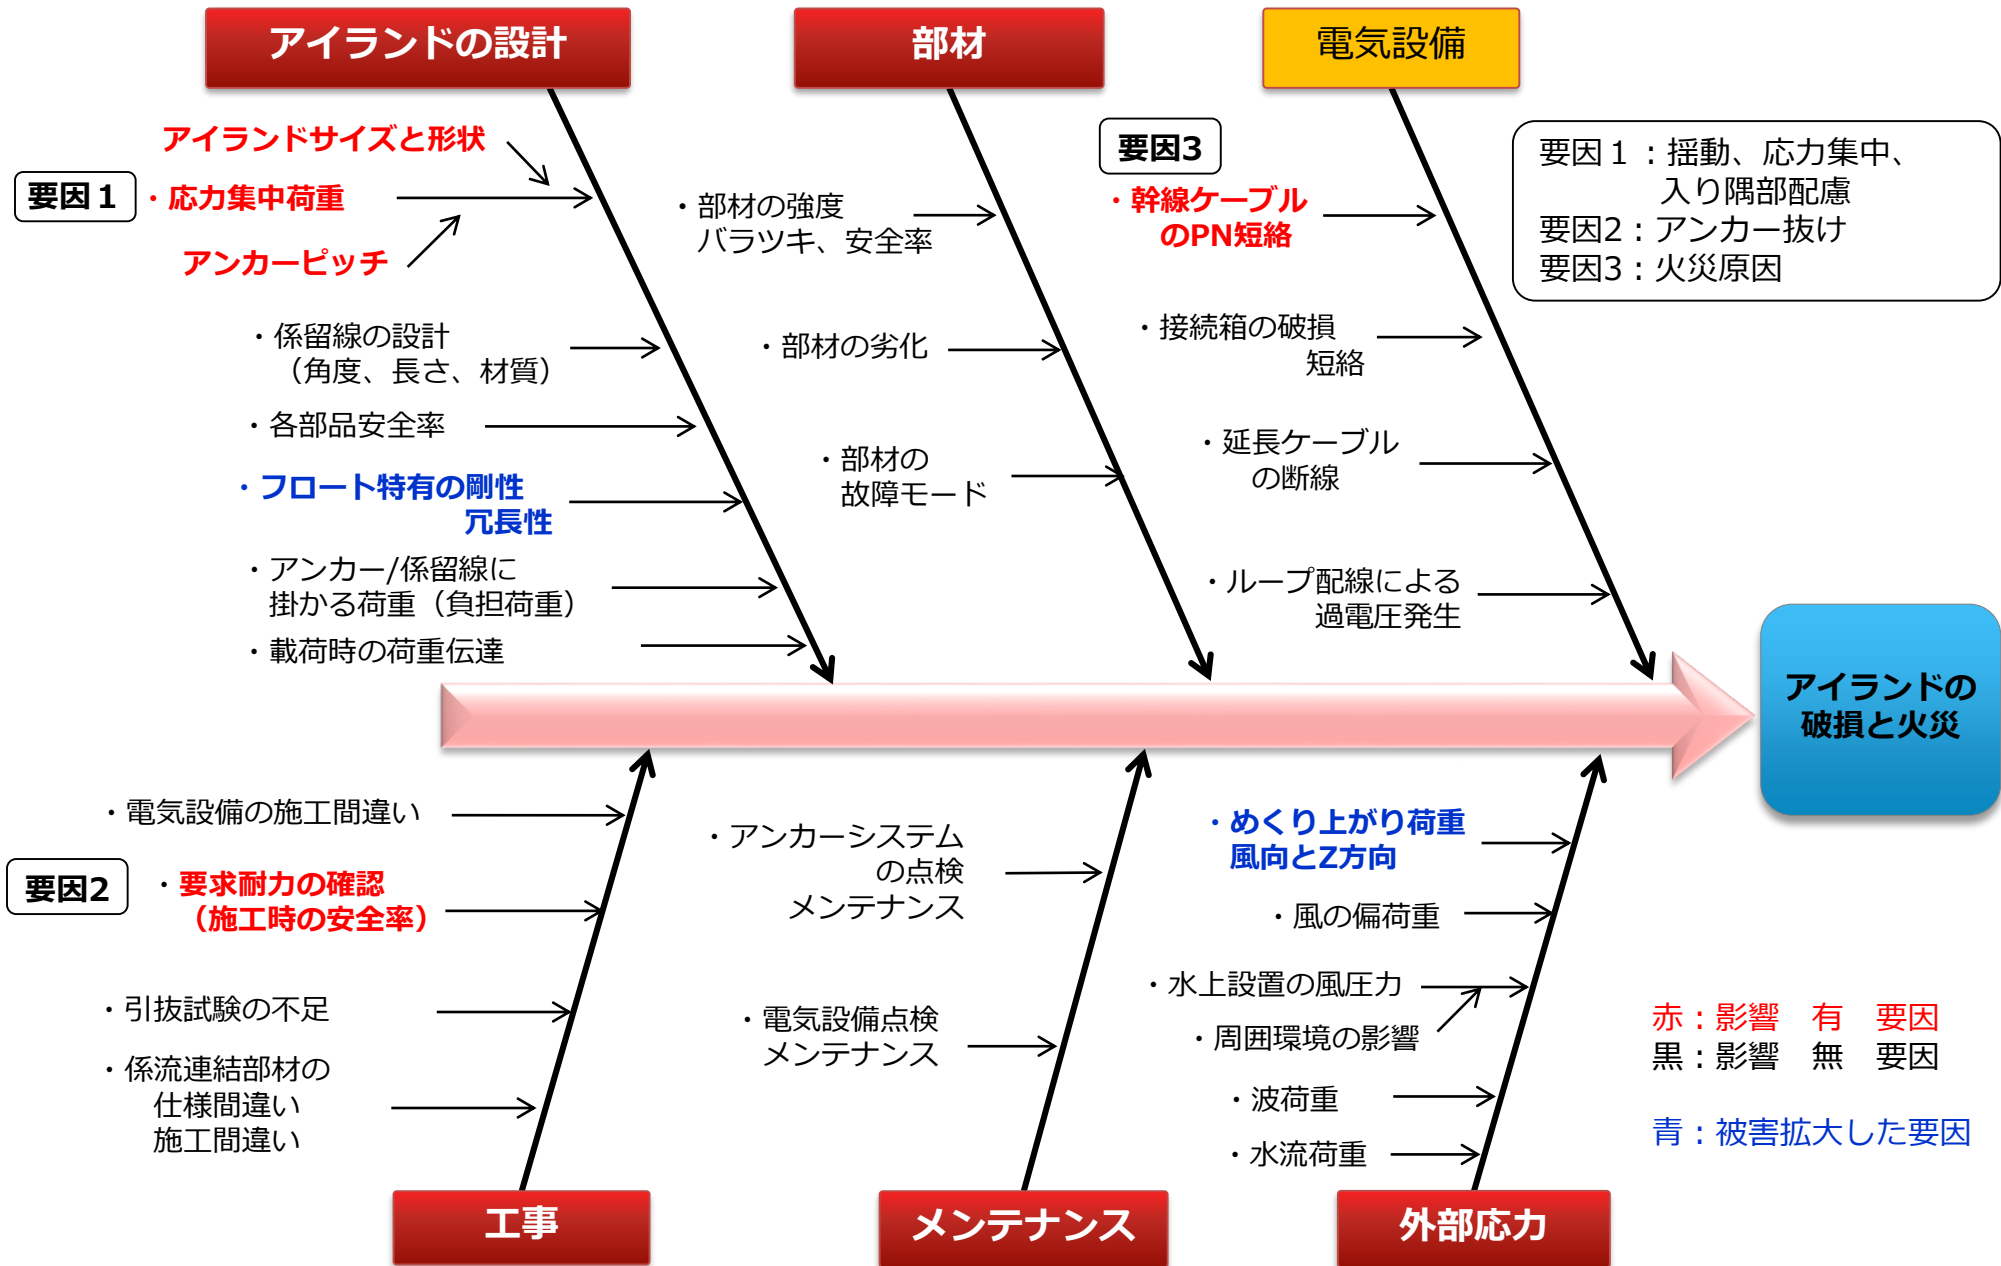 アイランドの設計
部材
電気設備
アイランドサイズと形状
要因１
・応力集中荷重
アンカーピッチ
・係留線の設計
（角度、長さ、材質）
・各部品安全率
・フロート特有の剛性
冗長性
・アンカー/係留線に
掛かる荷重（負担荷重）
・載荷時の荷重伝達
・部材の強度
バラツキ、安全率
・部材の劣化
・部材の
故障モード
要因3
・幹線ケーブル
のPN短絡
・接続箱の破損
短絡
・延長ケーブル
の断線
・ループ配線による
過電圧発生
要因１：揺動、応力集中、
入り隅部配慮
要因2：アンカー抜け
要因3：火災原因
アイランドの
破損と火災
・電気設備の施工間違い
要因2
・要求耐力の確認
（施工時の安全率）
・引抜試験の不足
・係流連結部材の
仕様間違い
施工間違い
・アンカーシステム
の点検
メンテナンス
・電気設備点検
メンテナンス
・めくり上がり荷重
風向とZ方向
・風の偏荷重
・水上設置の風圧力
・周囲環境の影響
・波荷重
・水流荷重
赤：影響　有　要因
黒：影響　無　要因
青：被害拡大した要因
工事
メンテナンス
外部応力